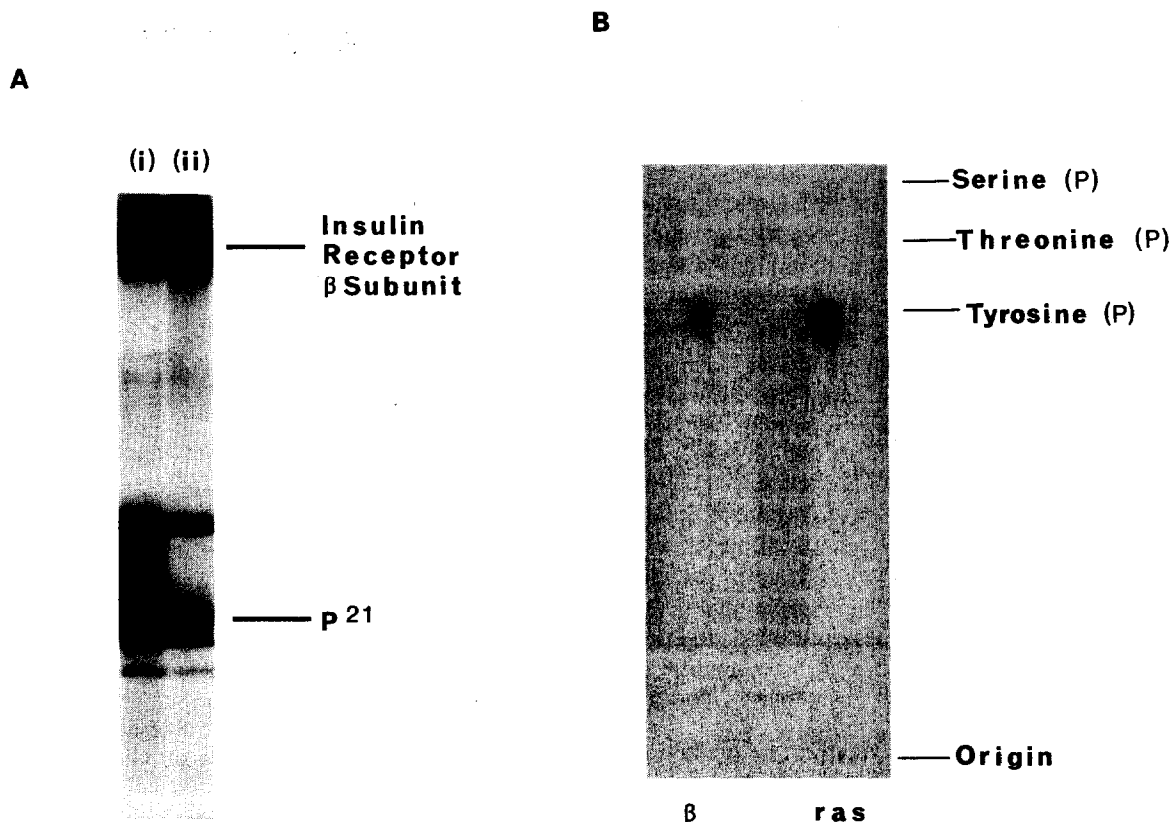 A
(i) (ii)
Insulin
Receptor
β Subunit
P 21
B
Serine (P)
Threonine (P)
Tyrosine (P)
Origin
β ras